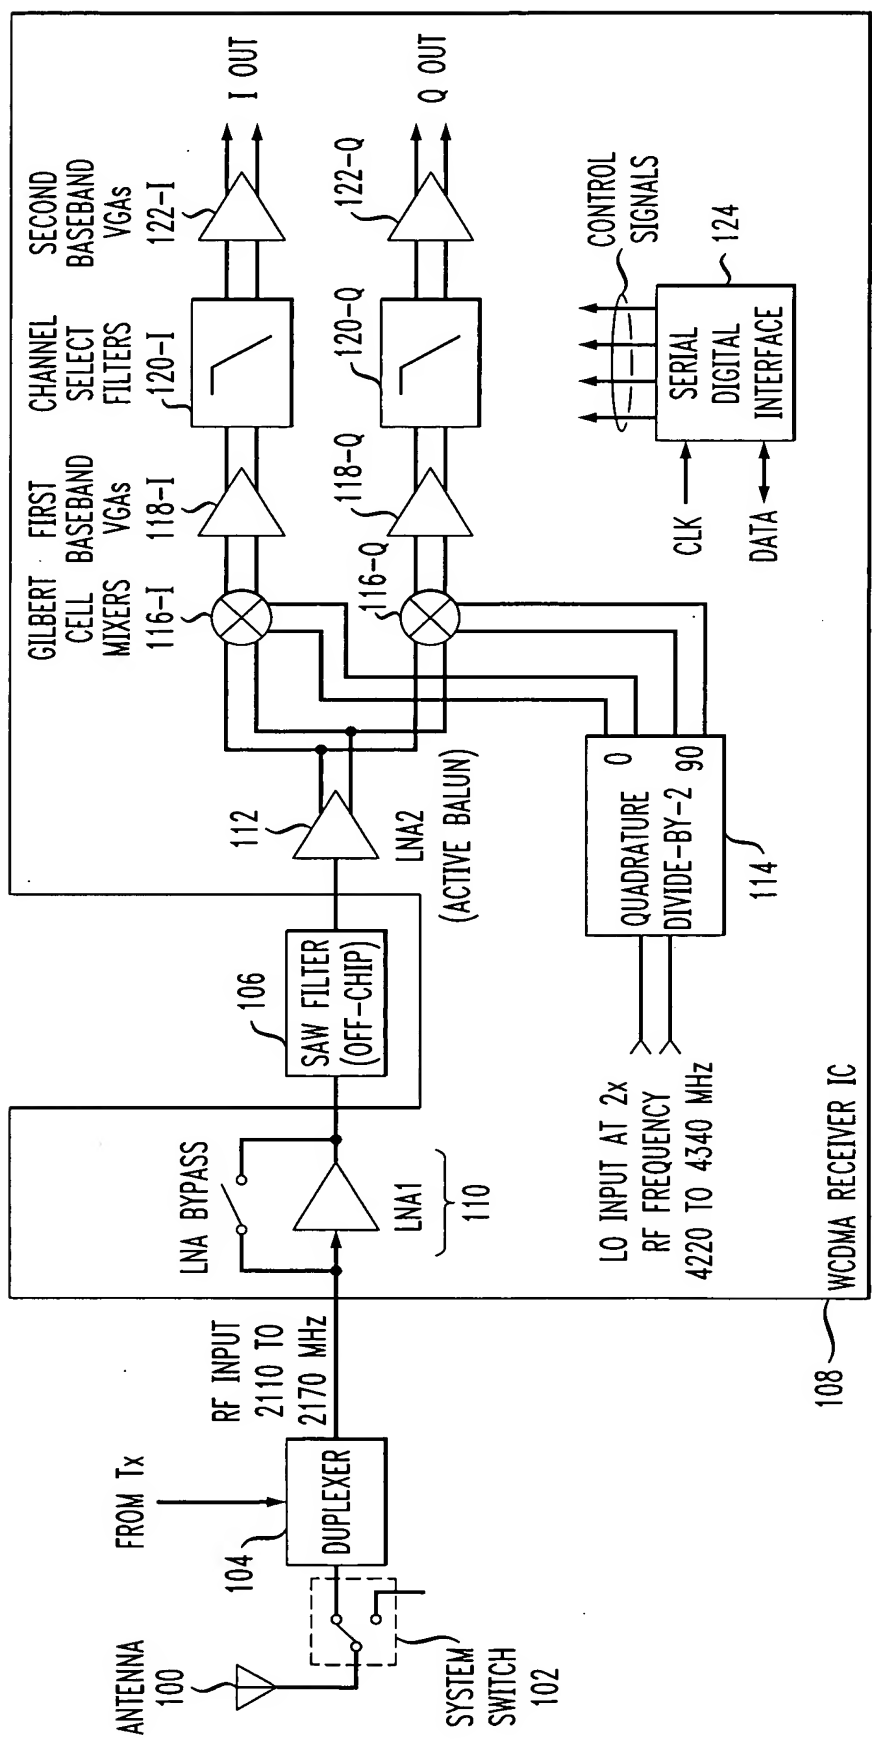 ANTENNA
100
SYSTEM
SWITCH
102
FROM Tx
104
DUPLEXER
RF INPUT
2110 TO
2170 MHz
108
WCDMA RECEIVER IC
LNA BYPASS
LNA1
110
106
SAW FILTER
(OFF-CHIP)
112
LNA2
(ACTIVE BALUN)
LO INPUT AT 2x
RF FREQUENCY
4220 TO 4340 MHz
QUADRATURE
DIVIDE-BY-2
0
90
114
GILBERT
CELL
MIXERS
116-I
116-Q
FIRST
BASEBAND
VGAs
118-I
118-Q
CHANNEL
SELECT
FILTERS
120-I
120-Q
SECOND
BASEBAND
VGAs
122-I
122-Q
I OUT
Q OUT
CLK
DATA
SERIAL
DIGITAL
INTERFACE
124
CONTROL
SIGNALS